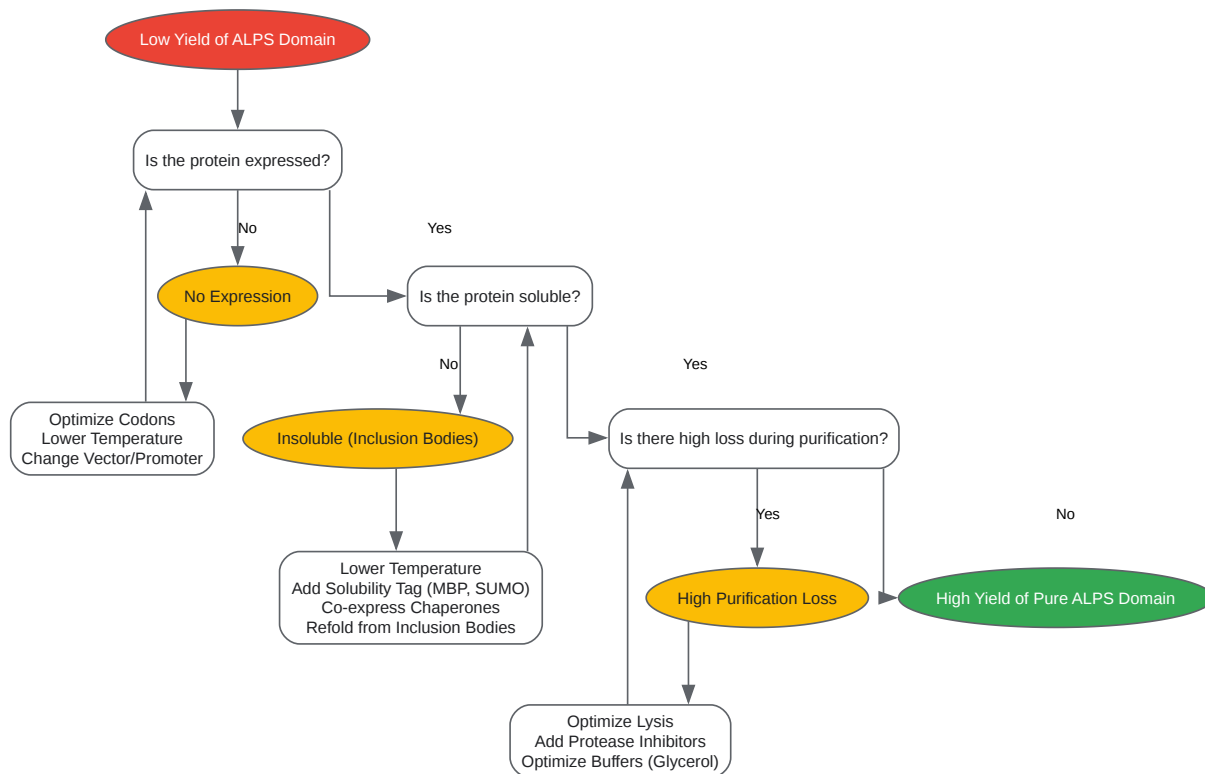 Low Yield of ALPS Domain
Is the protein expressed?
No
Yes
No Expression
Is the protein soluble?
No
Yes
Optimize Codons
Lower Temperature
Change Vector/Promoter
Insoluble (Inclusion Bodies)
Is there high loss during purification?
Yes
No
Lower Temperature
Add Solubility Tag (MBP, SUMO)
Co-express Chaperones
Refold from Inclusion Bodies
High Purification Loss
High Yield of Pure ALPS Domain
Optimize Lysis
Add Protease Inhibitors
Optimize Buffers (Glycerol)